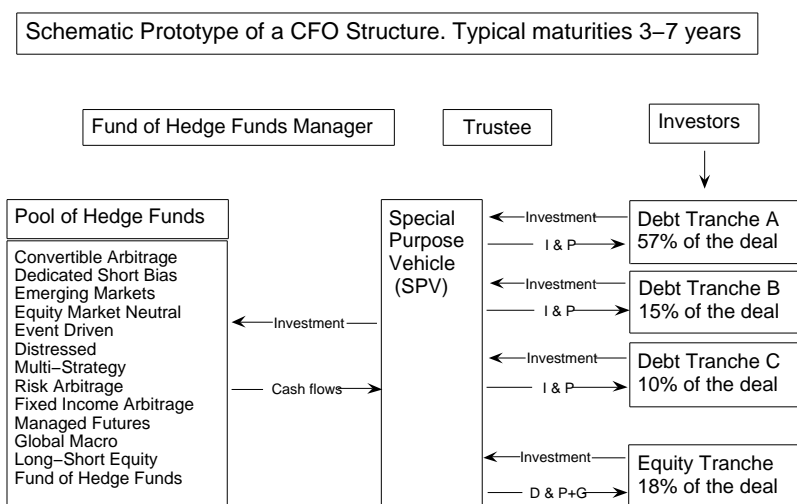 Schematic Prototype of a CFO Structure. Typical maturities 3−7 years
Fund of Hedge Funds Manager
Trustee
Investors
Pool of Hedge Funds
Convertible Arbitrage
Dedicated Short Bias
Emerging Markets
Equity Market Neutral
Event Driven
Distressed
Multi−Strategy
Risk Arbitrage
Fixed Income Arbitrage
Managed Futures
Global Macro
Long−Short Equity
Fund of Hedge Funds
Investment
Cash flows
Special
Purpose
Vehicle
(SPV)
Investment
I & P
Debt Tranche A
57% of the deal
Investment
I & P
Debt Tranche B
15% of the deal
Investment
I & P
Debt Tranche C
10% of the deal
Investment
D & P+G
Equity Tranche
18% of the deal